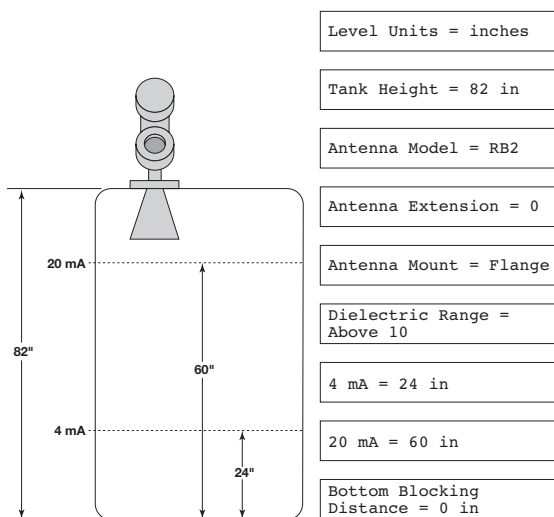 Level Units = inches
Tank Height = 82 in
Antenna Model = RB2
Antenna Extension = 0
Antenna Mount = Flange
Dielectric Range =
Above 10
4 mA = 24 in
20 mA = 60 in
Bottom Blocking
Distance = 0 in
20 mA
82"
60"
4 mA
24"